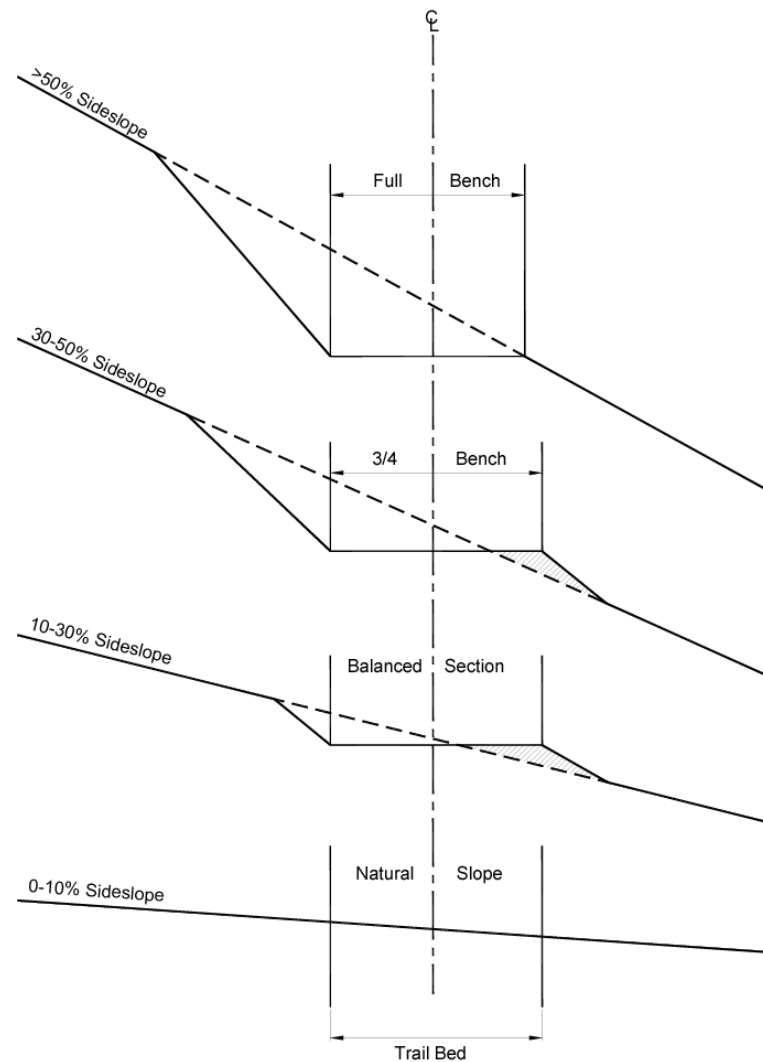 ℄
>50% Sideslope
Full Bench
30-50% Sideslope
3/4 Bench
10-30% Sideslope
Balanced Section
0-10% Sideslope
Natural Slope
Trail Bed